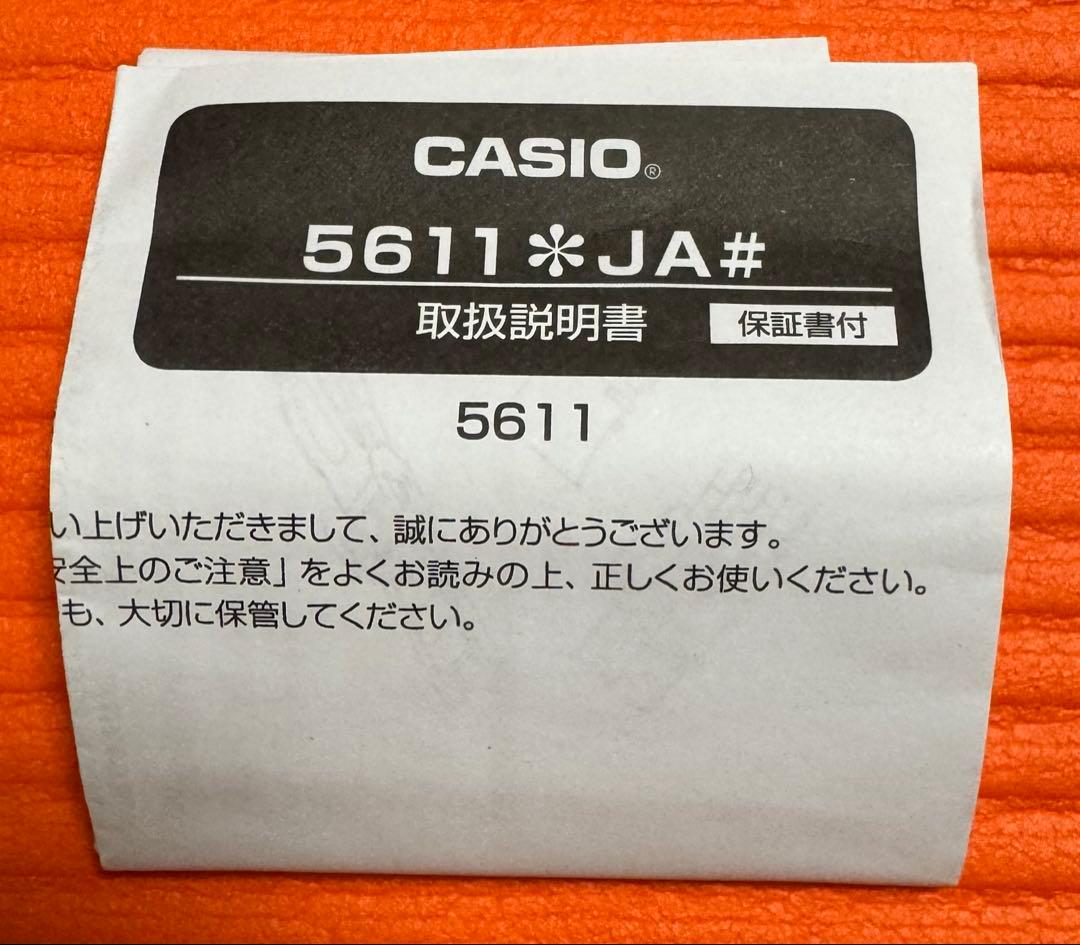 CASIO®
5611＊JA#
取扱説明書 保証書付
5611
い上げいただきまして、誠にありがとうございます。
安全上のご注意」をよくお読みの上、正しくお使いください。
も、大切に保管してください。